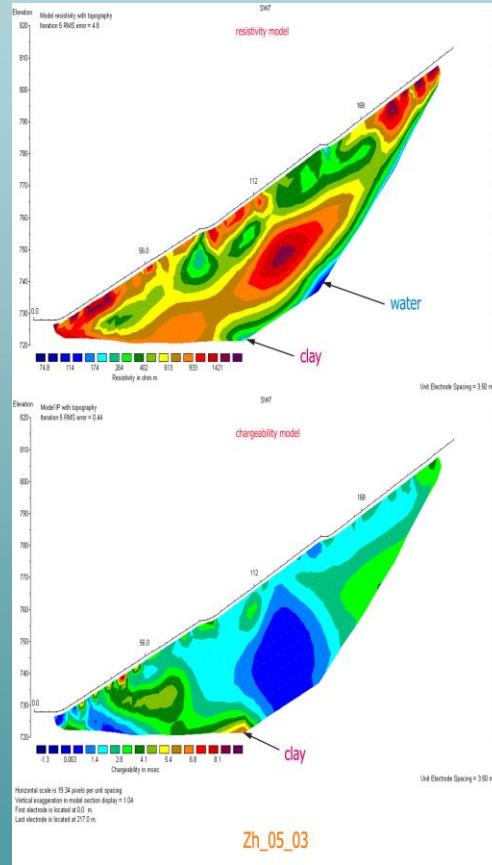 SW7
Elevation
Model resistivity with topography
Iteration 5 RMS error = 4.8
resistivity model
820
800
780
760
750
740
730
720
168
112
56.0
0.0
water
clay
74.8 114 174 264 402 613 933 1421
Resistivity in ohm m
Unit Electrode Spacing = 3.50 m
SW7
Elevation
Model IP with topography
Iteration 5 RMS error = 0.44
chargeability model
820
800
780
760
750
740
730
720
168
112
56.0
0.0
clay
-1.3 0.063 1.4 2.8 4.1 5.4 6.8 8.1
Chargeability in msec
Unit Electrode Spacing = 3.50 m
Horizontal scale is 19.34 pixels per unit spacing
Vertical exaggeration in model section display = 1.04
First electrode is located at 0.0 m.
Last electrode is located at 217.0 m.
Zh_05_03